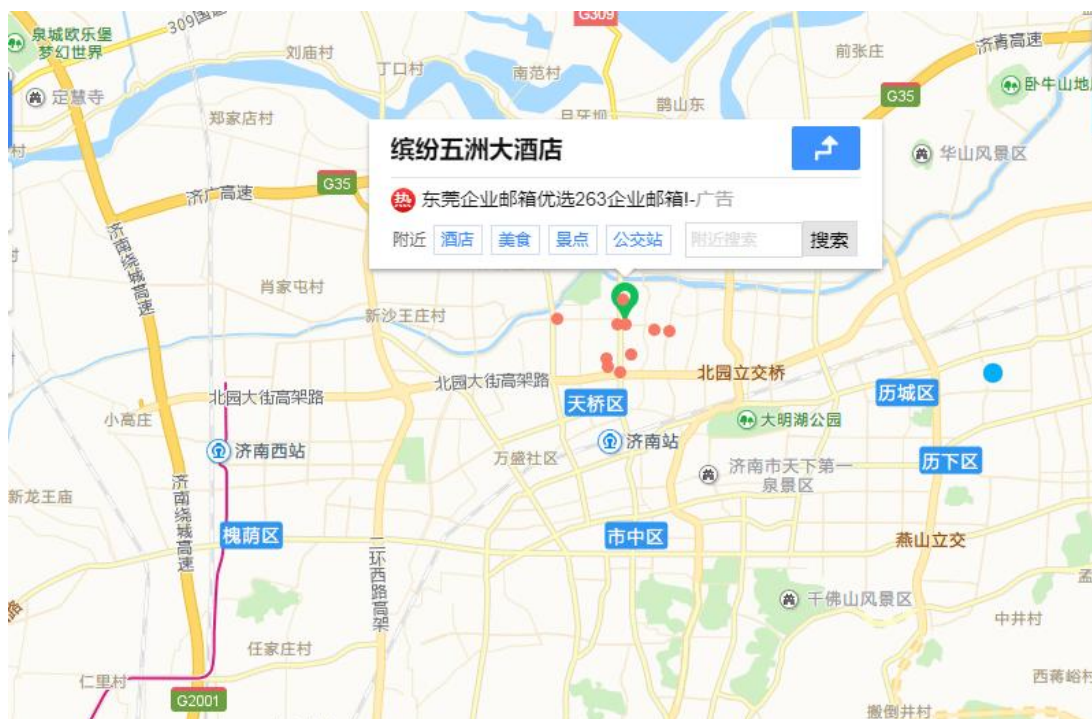 G309
泉城欧乐堡
梦幻世界
309国道
刘庙村
丁口村
南范村
前张庄
济青高速
定慧寺
郑家店村
鹊山东
G35
卧牛山地
村
华山风景区
缤纷五洲大酒店
热 东莞企业邮箱优选263企业邮箱!-广告
附近 酒店 美食 景点 公交站 附近搜索 搜索
济广高速
G35
济南绕城高速
肖家屯村
新沙王庄村
北园大街高架路
北园大街高架路
北园立交桥
天桥区
历城区
小高庄
大明湖公园
济南西站
济南站
万盛社区
济南市天下第一
泉景区
历下区
新龙王庙
济南绕城高速
槐荫区
市中区
燕山立交
二环西路高架
孟
路
千佛山风景区
中井村
任家庄村
仁里村
西蒋峪村
G2001
搬倒井村